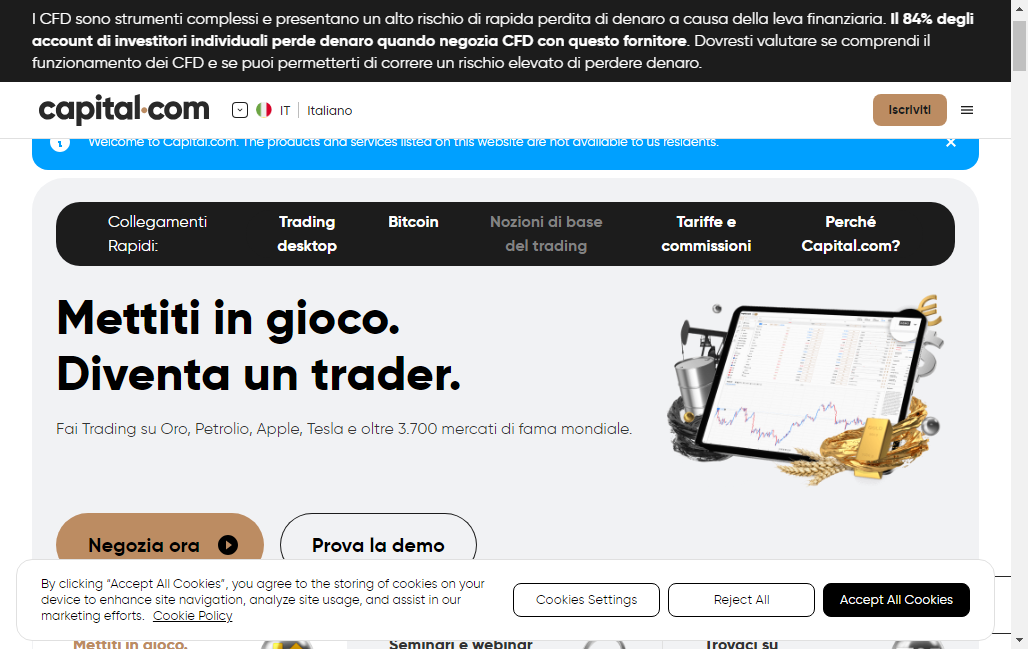 I CFD sono strumenti complessi e presentano un alto rischio di rapida perdita di denaro a causa della leva finanziaria. Il 84% degli
account di investitori individuali perde denaro quando negozia CFD con questo fornitore. Dovresti valutare se comprendi il
funzionamento dei CFD e se puoi permetterti di correre un rischio elevato di perdere denaro.
capital.com
IT | Italiano
Iscriviti
Welcome to Capital.com. The products and services listed on this website are not available to us residents.
Collegamenti
Rapidi:
Trading
desktop
Bitcoin
Nozioni di base
del trading
Tariffe e
commissioni
Perché
Capital.com?
Mettiti in gioco.
Diventa un trader.
Fai Trading su Oro, Petrolio, Apple, Tesla e oltre 3.700 mercati di fama mondiale.
Negozia ora
Prova la demo
By clicking “Accept All Cookies”, you agree to the storing of cookies on your
device to enhance site navigation, analyze site usage, and assist in our
marketing efforts. Cookie Policy
Cookies Settings
Reject All
Accept All Cookies
Mettiti in gioco.
Seminari e webinar
Trovaci su